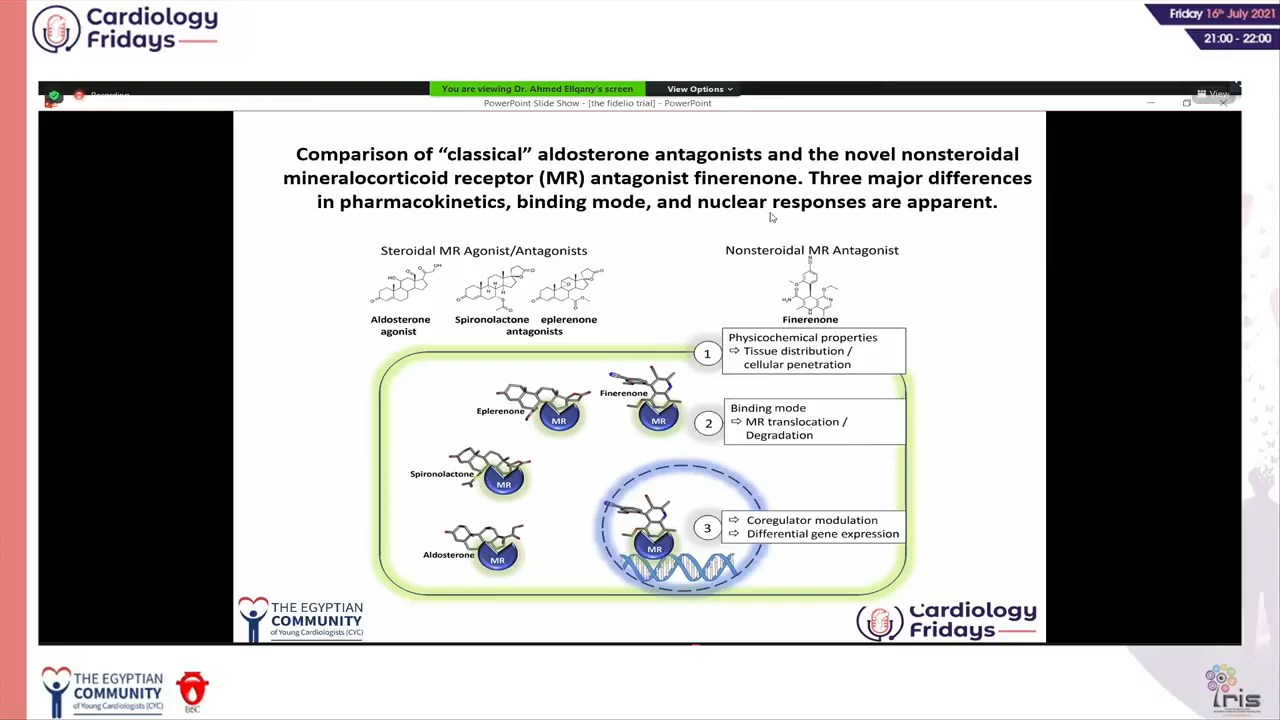 Cardiology
Fridays
Friday 16th July 2021
21:00 - 22:00
You are viewing Dr. Ahmed Ellqany's screen
View Options
Recording
View
PowerPoint Slide Show - [the fidelio trial] - PowerPoint
Comparison of “classical” aldosterone antagonists and the novel nonsteroidal
mineralocorticoid receptor (MR) antagonist finerenone. Three major differences
in pharmacokinetics, binding mode, and nuclear responses are apparent.
Steroidal MR Agonist/Antagonists
Nonsteroidal MR Antagonist
Aldosterone
agonist
Spironolactone eplerenone
antagonists
Finerenone
1
Physicochemical properties
⇨ Tissue distribution /
cellular penetration
Eplerenone
MR
Finerenone
MR
2
Binding mode
⇨ MR translocation /
Degradation
Spironolactone
MR
Aldosterone
MR
MR
3
⇨ Coregulator modulation
⇨ Differential gene expression
THE EGYPTIAN
COMMUNITY
of Young Cardiologists (CYC)
Cardiology
Fridays
THE EGYPTIAN
COMMUNITY
of Young Cardiologists (CYC)
BSC
Iris